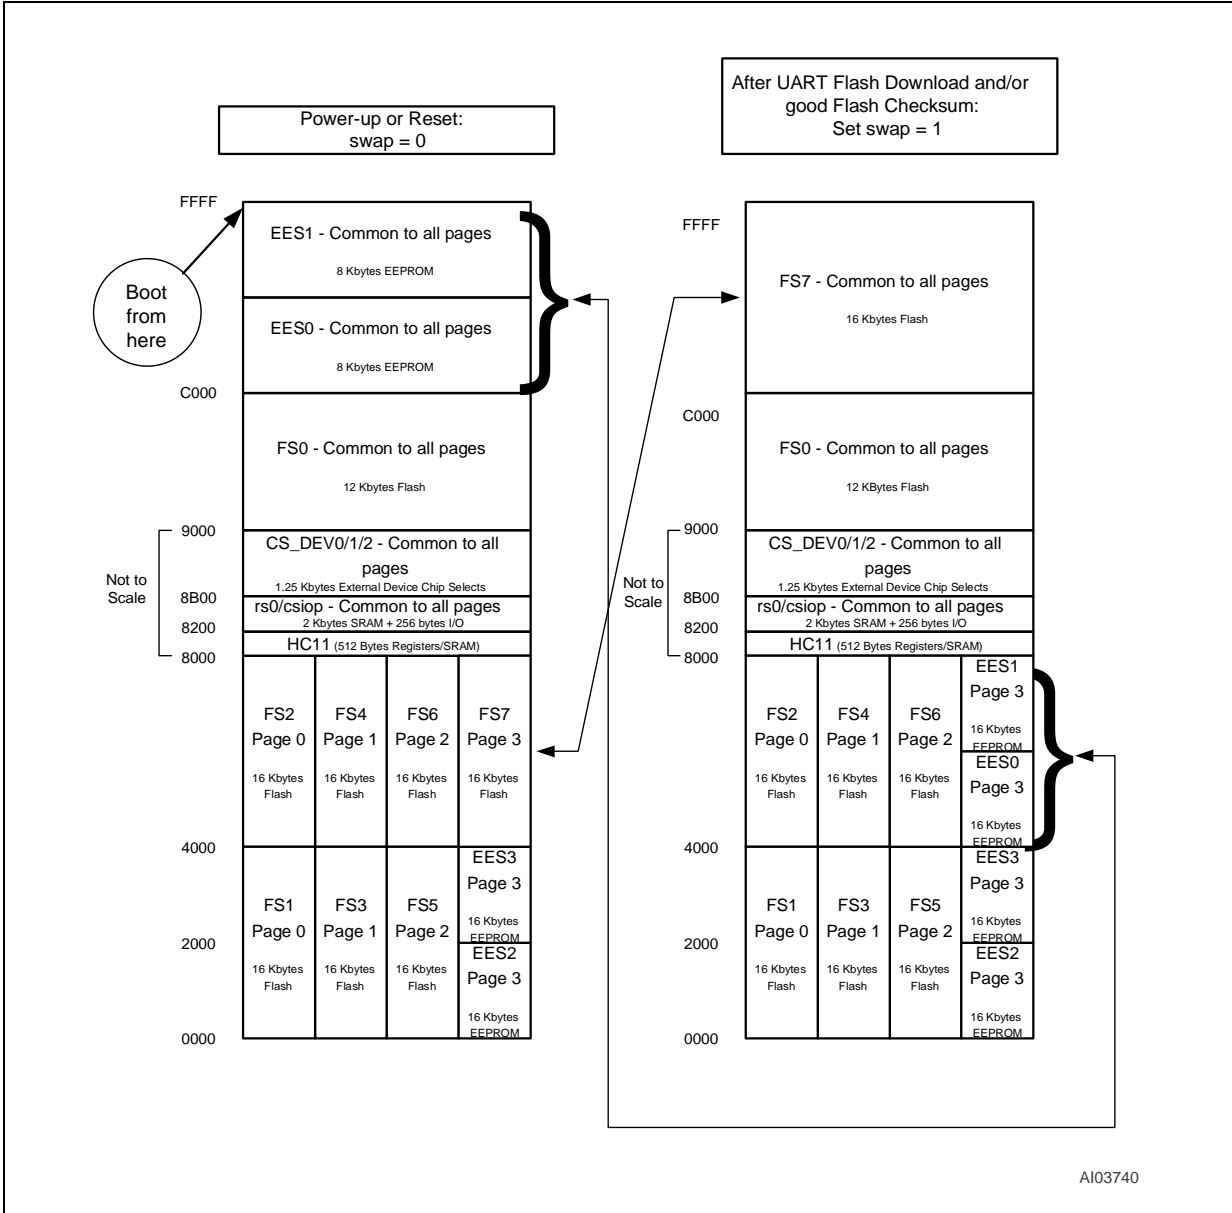 After UART Flash Download and/or
good Flash Checksum:
Set swap = 1
Power-up or Reset:
swap = 0
FFFF
EES1 - Common to all pages
8 Kbytes EEPROM
EES0 - Common to all pages
8 Kbytes EEPROM
Boot
from
here
C000
FS0 - Common to all pages
12 Kbytes Flash
9000
CS_DEV0/1/2 - Common to all
pages
1.25 Kbytes External Device Chip Selects
Not to
Scale
8B00
rs0/csiop - Common to all pages
2 Kbytes SRAM + 256 bytes I/O
8200
HC11 (512 Bytes Registers/SRAM)
8000
FS2
Page 0
16 Kbytes
Flash
FS4
Page 1
16 Kbytes
Flash
FS6
Page 2
16 Kbytes
Flash
FS7
Page 3
16 Kbytes
Flash
4000
FS1
Page 0
16 Kbytes
Flash
FS3
Page 1
16 Kbytes
Flash
FS5
Page 2
16 Kbytes
Flash
EES3
Page 3
16 Kbytes
EEPROM
2000
EES2
Page 3
16 Kbytes
EEPROM
0000
FFFF
FS7 - Common to all pages
16 Kbytes Flash
C000
FS0 - Common to all pages
12 KBytes Flash
9000
CS_DEV0/1/2 - Common to all
pages
1.25 Kbytes External Device Chip Selects
Not to
Scale
8B00
rs0/csiop - Common to all pages
2 Kbytes SRAM + 256 bytes I/O
8200
HC11 (512 Bytes Registers/SRAM)
8000
FS2
Page 0
16 Kbytes
Flash
FS4
Page 1
16 Kbytes
Flash
FS6
Page 2
16 Kbytes
Flash
EES1
Page 3
16 Kbytes
EEPROM
EES0
Page 3
16 Kbytes
EEPROM
4000
FS1
Page 0
16 Kbytes
Flash
FS3
Page 1
16 Kbytes
Flash
FS5
Page 2
16 Kbytes
Flash
EES3
Page 3
16 Kbytes
EEPROM
2000
EES2
Page 3
16 Kbytes
EEPROM
0000
AI03740